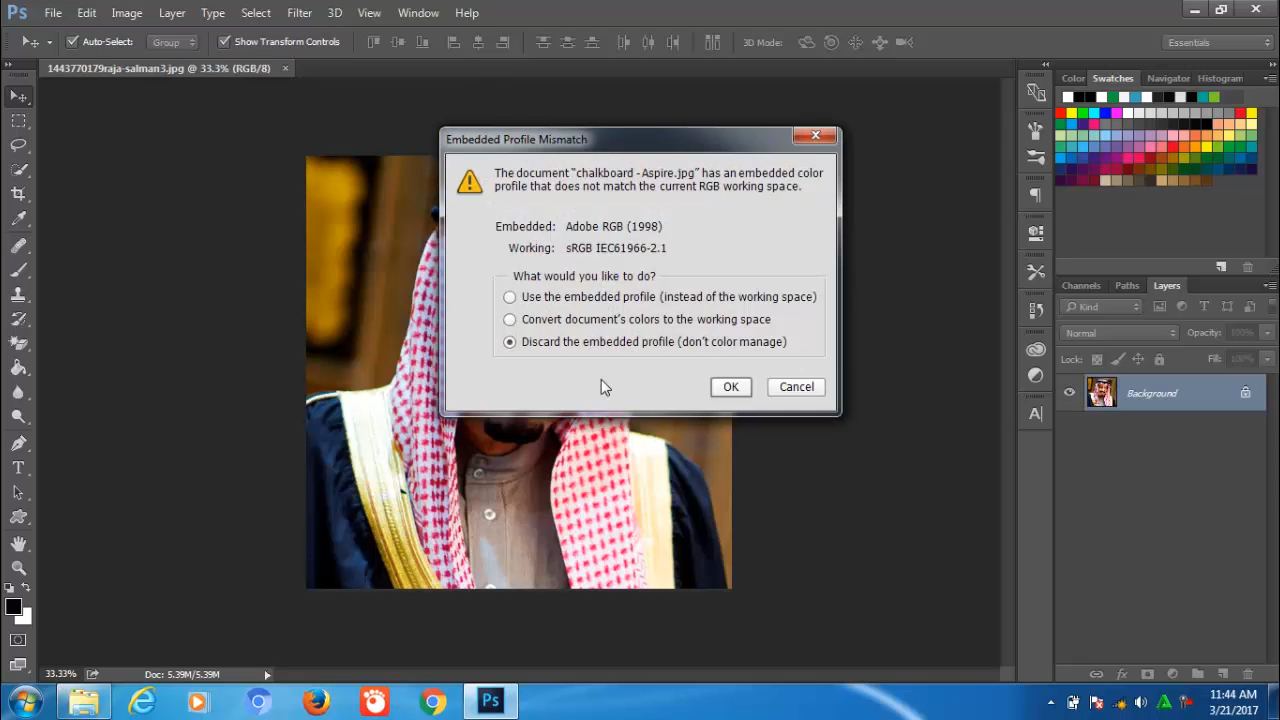 Ps File Edit Image Layer Type Select Filter 3D View Window Help
Auto-Select: Group Show Transform Controls 3D Mode: Essentials
1443770179raja-salman3.jpg @ 33.3% (RGB/8) ×
Color Swatches Navigator Histogram
Embedded Profile Mismatch
The document "chalkboard - Aspire.jpg" has an embedded color
profile that does not match the current RGB working space.
Embedded: Adobe RGB (1998)
Working: sRGB IEC61966-2.1
What would you like to do?
Use the embedded profile (instead of the working space)
Convert document's colors to the working space
Discard the embedded profile (don't color manage)
OK Cancel
Channels Paths Layers
Kind
Normal Opacity: 100%
Lock: Fill: 100%
Background
33.33% Doc: 5.39M/5.39M
Ps
11:44 AM
3/21/2017